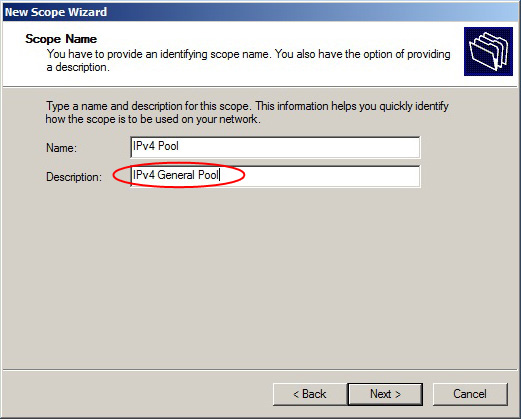 New Scope Wizard
Scope Name
You have to provide an identifying scope name. You also have the option of providing
a description.
Type a name and description for this scope. This information helps you quickly identify
how the scope is to be used on your network.
Name: IPv4 Pool
Description: IPv4 General Pool
< Back Next > Cancel